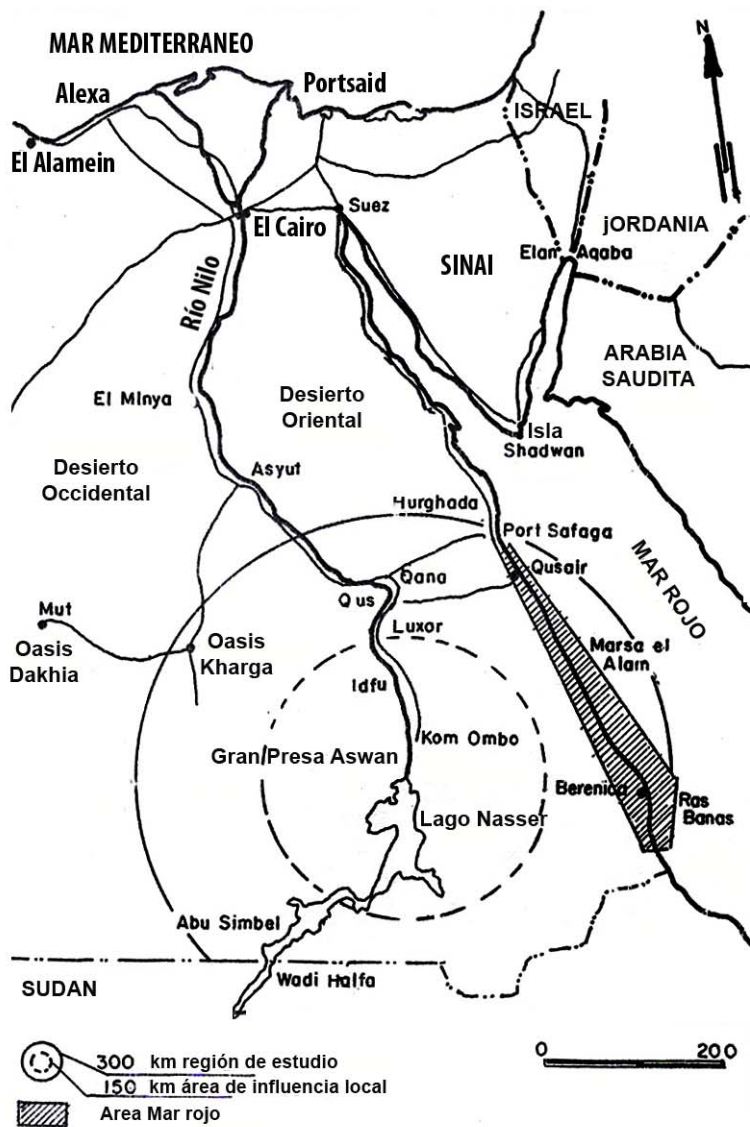 N
MAR MEDITERRANEO
Alexa
Portsaid
ISRAEL
El Alamein
El Cairo
Suez
jORDANIA
SINAI
Elam Aqaba
Río Nilo
ARABIA
SAUDITA
El Minya
Desierto
Oriental
Isla
Shadwan
Desierto
Occidental
Asyut
Hurghada
Port Safaga
MAR ROJO
Qusair
Qana
Qus
Mut
Luxor
Oasis
Dakhia
Oasis
Kharga
Marsa el
Alam
Idfu
Kom Ombo
Gran Presa Aswan
Berenica
Ras
Banas
Lago Nasser
Abu Simbel
SUDAN
Wadi Halfa
300 km región de estudio
150 km área de influencia local
Area Mar rojo
0 200